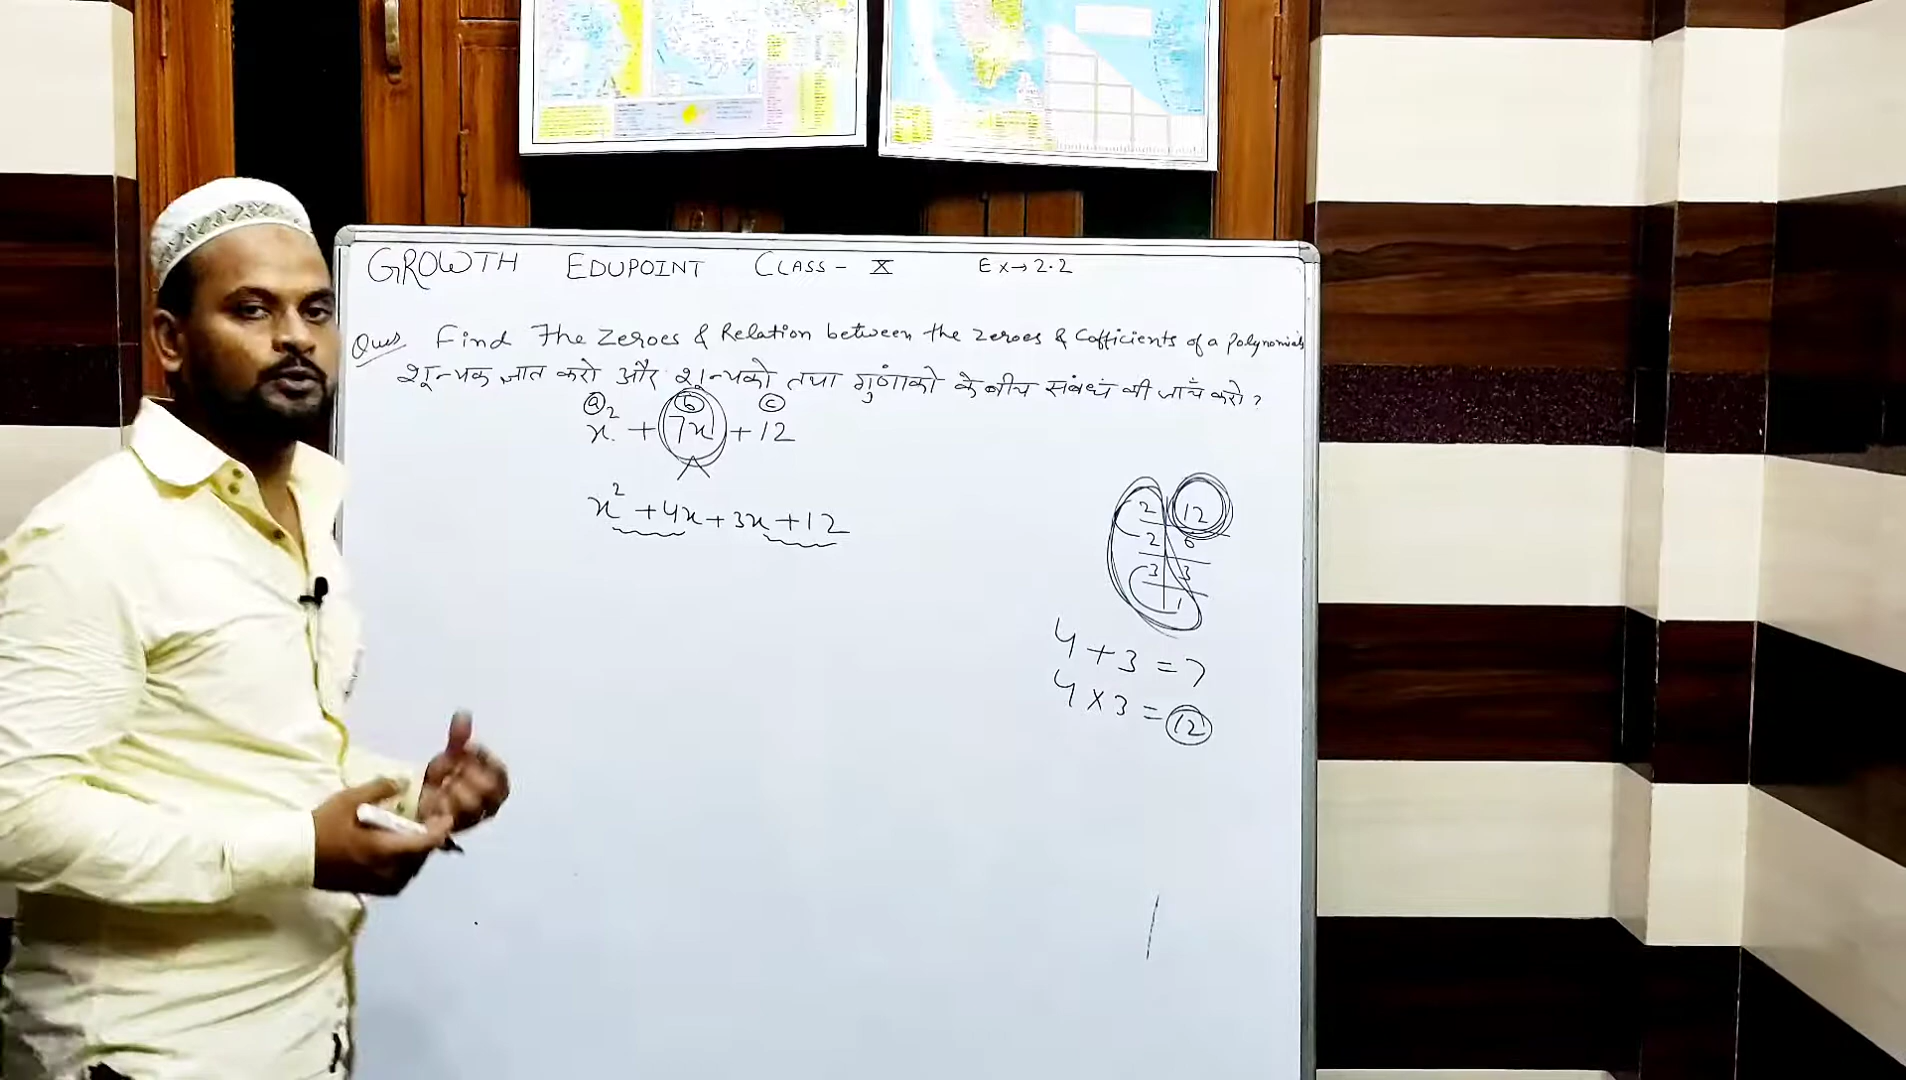 GROWTH EDUPOINT CLASS - X Ex→2.2
Ques. Find The Zeroes & Relation between the zeroes & Cofficients of a Polynomials
शून्यक ज्ञात करो और शून्यको तथा गुणांको के बीच संबंध की जाँच करो ?
a b c
x² + 7x + 12
x² + 4x + 3x + 12
2 12
2 6
3 3
1
4 + 3 = 7
4 × 3 = 12